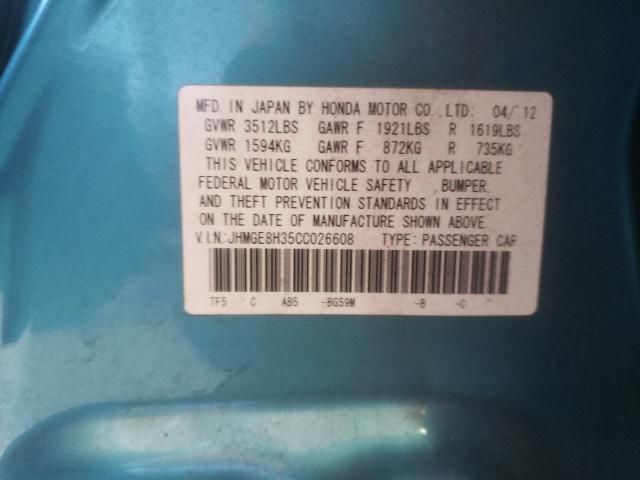 MFD. IN JAPAN BY HONDA MOTOR CO.,LTD: 04/12
GVWR 3512LBS GAWR F 1921LBS R 1619LBS
GVWR 1594KG GAWR F 872KG R 735KG
THIS VEHICLE CONFORMS TO ALL APPLICABLE
FEDERAL MOTOR VEHICLE SAFETY ,BUMPER,
AND THEFT PREVENTION STANDARDS IN EFFECT
ON THE DATE OF MANUFACTURE SHOWN ABOVE.
V.I.N.:JHMGE8H35CC026608 TYPE: PASSENGER CAR
TF5 C AB5 -BG59M -B -C